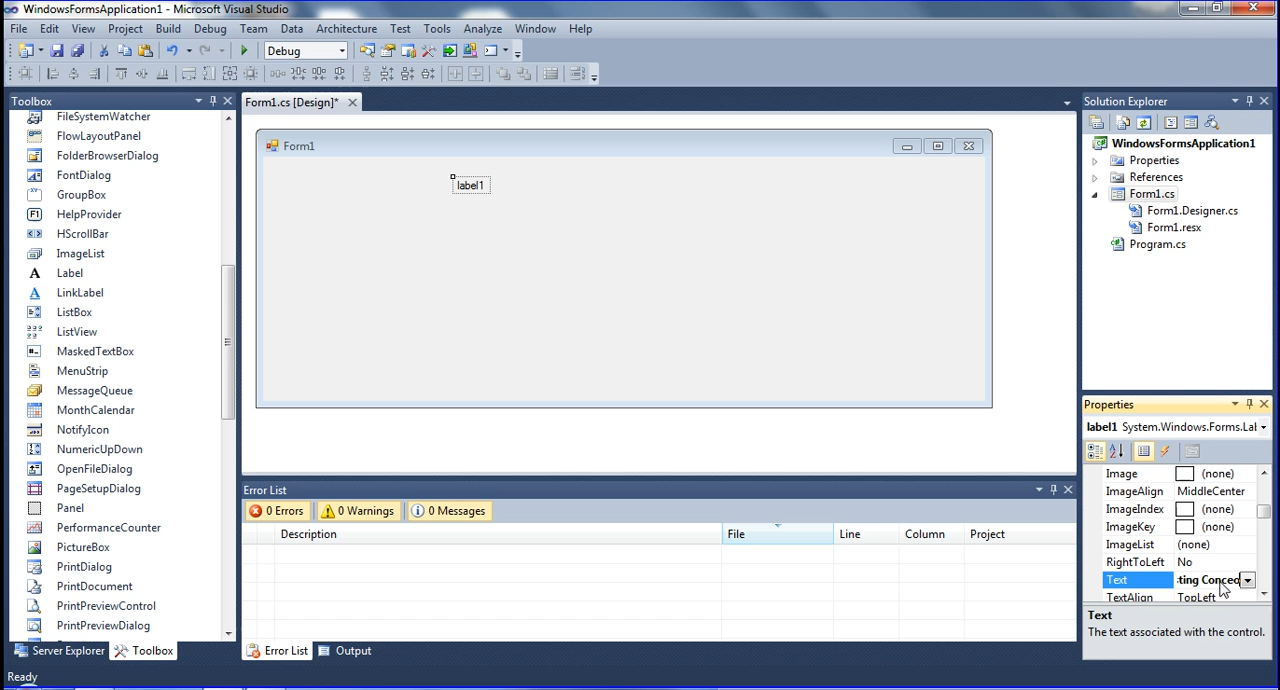 WindowsFormsApplication1 - Microsoft Visual Studio
File Edit View Project Build Debug Team Data Architecture Test Tools Analyze Window Help
Debug
Toolbox
FileSystemWatcher
FlowLayoutPanel
FolderBrowserDialog
FontDialog
GroupBox
HelpProvider
HScrollBar
ImageList
Label
LinkLabel
ListBox
ListView
MaskedTextBox
MenuStrip
MessageQueue
MonthCalendar
NotifyIcon
NumericUpDown
OpenFileDialog
PageSetupDialog
Panel
PerformanceCounter
PictureBox
PrintDialog
PrintDocument
PrintPreviewControl
PrintPreviewDialog
Server Explorer Toolbox
Form1.cs [Design]*
Form1
label1
Error List
0 Errors 0 Warnings 0 Messages
Description File Line Column Project
Error List Output
Solution Explorer
WindowsFormsApplication1
Properties
References
Form1.cs
Form1.Designer.cs
Form1.resx
Program.cs
Properties
label1 System.Windows.Forms.Lal
Image (none)
ImageAlign MiddleCenter
ImageIndex (none)
ImageKey (none)
ImageList (none)
RightToLeft No
Text :ting Conceq
TextAlign TopLeft
Text
The text associated with the control.
Ready